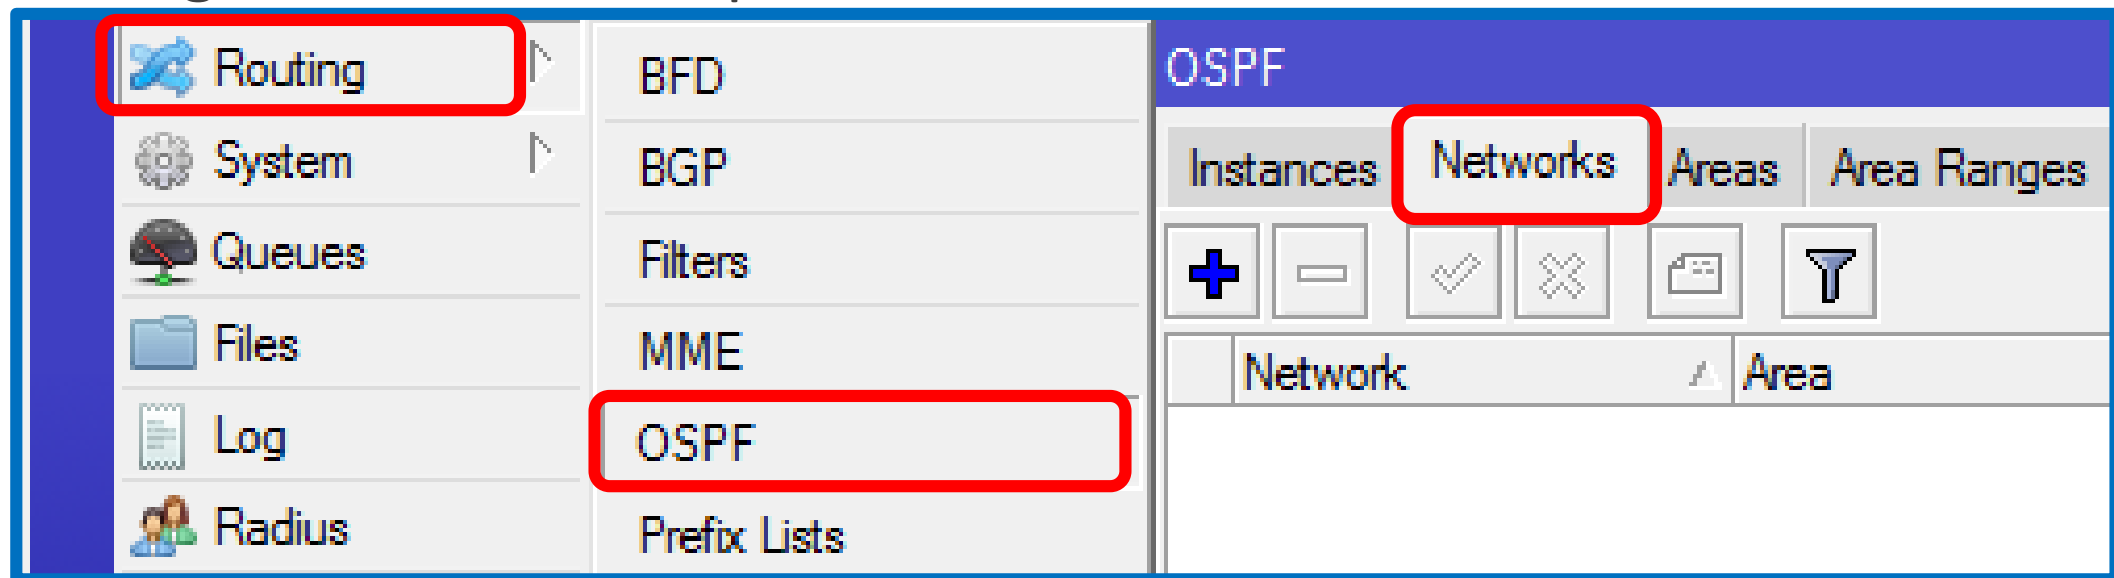 Routing
System
Queues
Files
Log
Radius
BFD
BGP
Filters
MME
OSPF
Prefix Lists
OSPF
Instances Networks Areas Area Ranges
Network Area